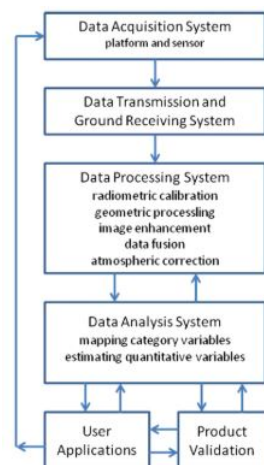 Data Acquisition System
platform and sensor
Data Transmission and
Ground Receiving System
Data Processing System
radiometric calibration
geometric processling
image enhancement
data fusion
atmospheric correction
Data Analysis System
mapping category variables
estimating quantitative variables
User
Applications
Product
Validation